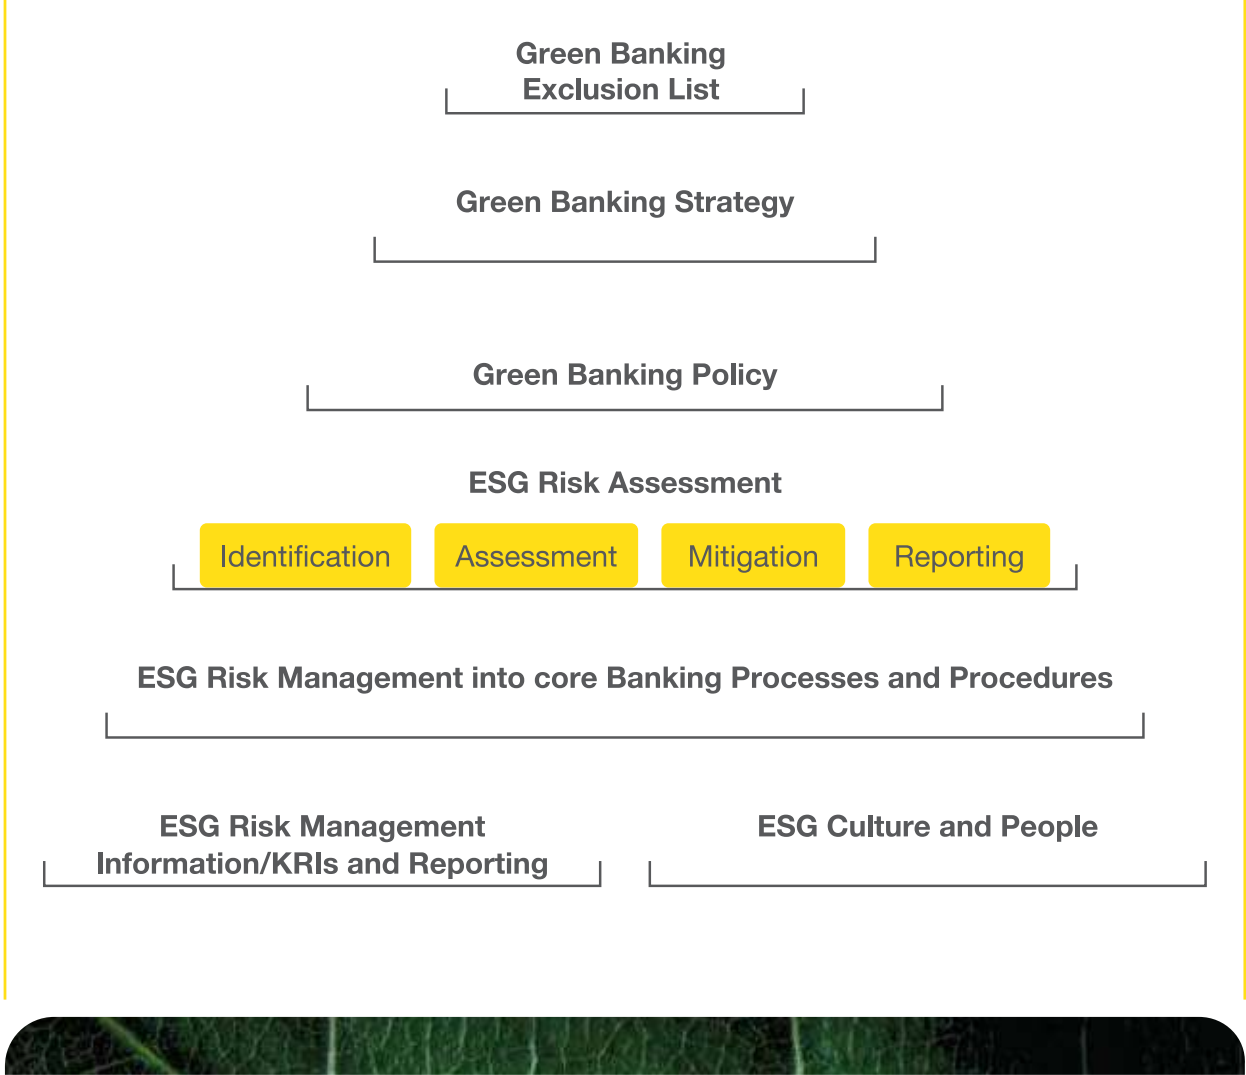 Green Banking
Exclusion List
Green Banking Strategy
Green Banking Policy
ESG Risk Assessment
Identification Assessment Mitigation Reporting
ESG Risk Management into core Banking Processes and Procedures
ESG Risk Management
Information/KRIs and Reporting
ESG Culture and People